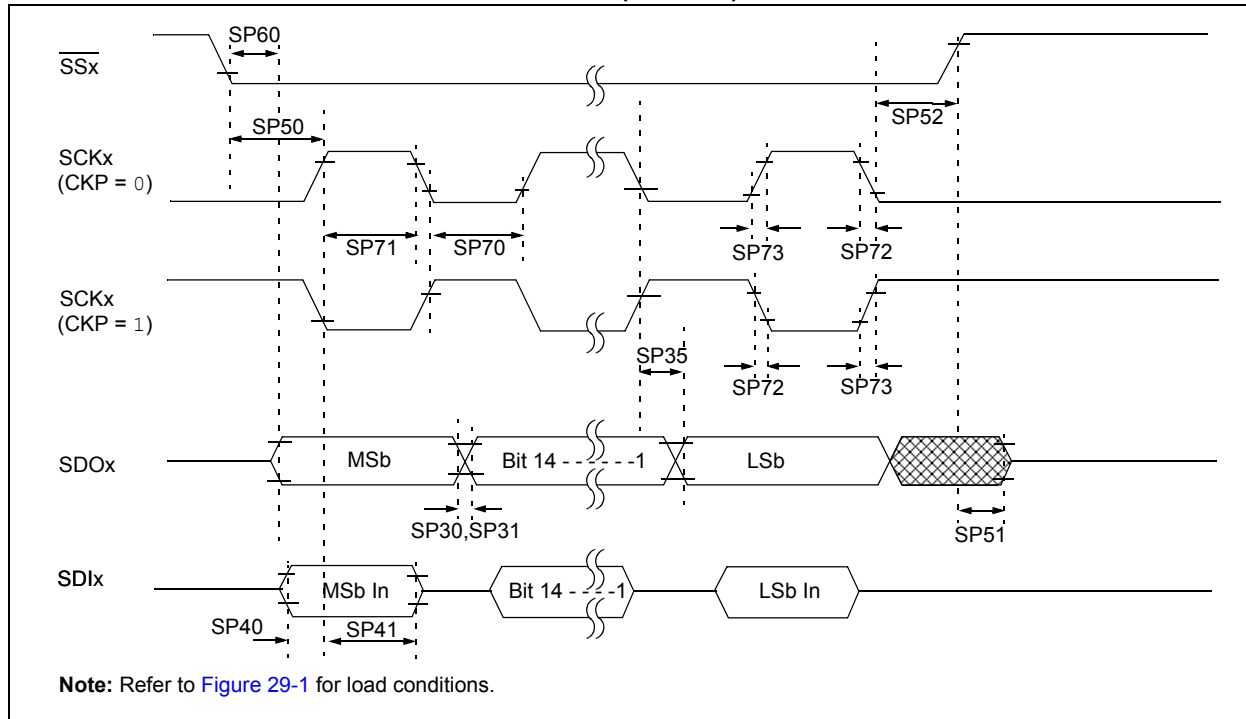 SP60
SSx
SP50
SP52
SCKx
(CKP = 0)
SP71
SP70
SP73
SP72
SCKx
(CKP = 1)
SP35
SP72
SP73
SDOx
MSb
Bit 14 - - - - - -1
LSb
SP30,SP31
SP51
SDIx
MSb In
Bit 14 - - - -1
LSb In
SP40
SP41
Note: Refer to Figure 29-1 for load conditions.